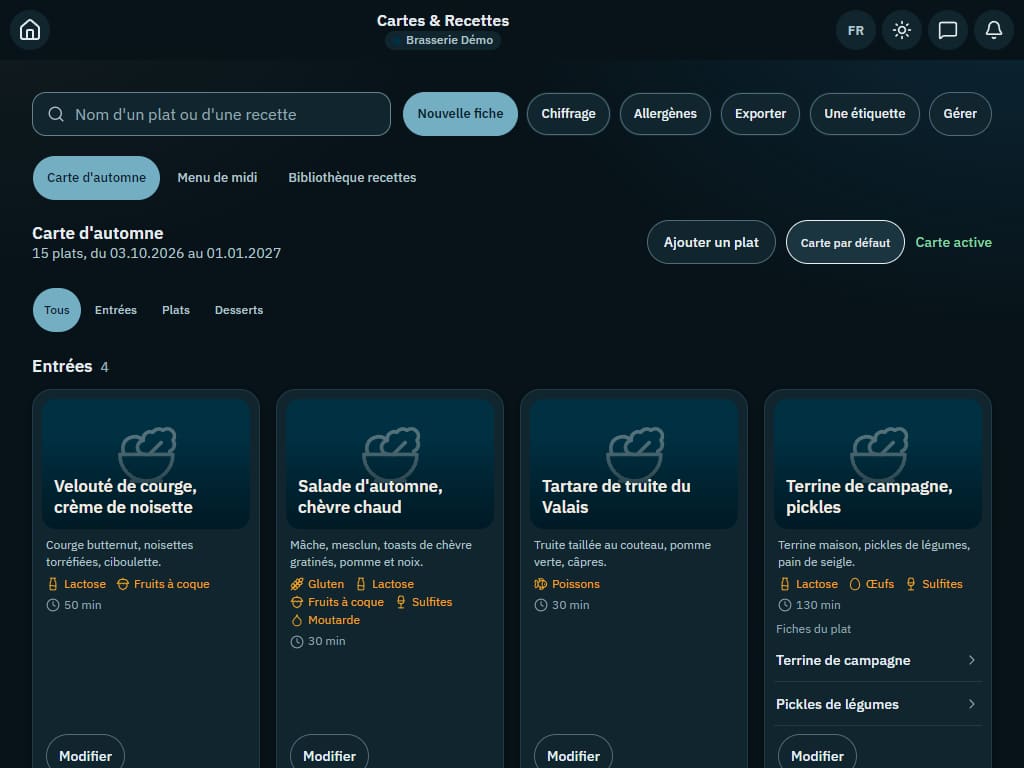 Cartes & Recettes
Brasserie Démo
FR
Nom d'un plat ou d'une recette
Nouvelle fiche
Chiffrage
Allergènes
Exporter
Une étiquette
Gérer
Carte d'automne
Menu de midi
Bibliothèque recettes
Carte d'automne
15 plats, du 03.10.2026 au 01.01.2027
Ajouter un plat
Carte par défaut
Carte active
Tous
Entrées
Plats
Desserts
Entrées 4
Velouté de courge,
crème de noisette
Courge butternut, noisettes
torréfiées, ciboulette.
Lactose Fruits à coque
50 min
Modifier
Salade d'automne,
chèvre chaud
Mâche, mesclun, toasts de chèvre
gratinés, pomme et noix.
Gluten Lactose
Fruits à coque Sulfites
Moutarde
30 min
Modifier
Tartare de truite du
Valais
Truite taillée au couteau, pomme
verte, câpres.
Poissons
30 min
Modifier
Terrine de campagne,
pickles
Terrine maison, pickles de légumes,
pain de seigle.
Lactose Œufs Sulfites
130 min
Fiches du plat
Terrine de campagne
Pickles de légumes
Modifier